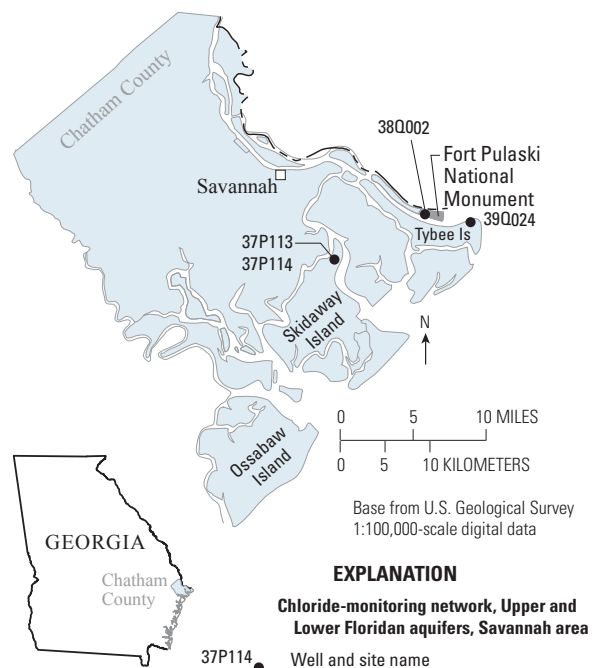 Chatham County
Savannah
38Q002
Fort Pulaski
National
Monument
39Q024
Tybee Is
37P113
37P114
Skidaway
Island
N
Ossabaw
Island
0 5 10 MILES
0 5 10 KILOMETERS
Base from U.S. Geological Survey
1:100,000-scale digital data
GEORGIA
Chatham
County
EXPLANATION
Chloride-monitoring network, Upper and
Lower Floridan aquifers, Savannah area
37P114 Well and site name